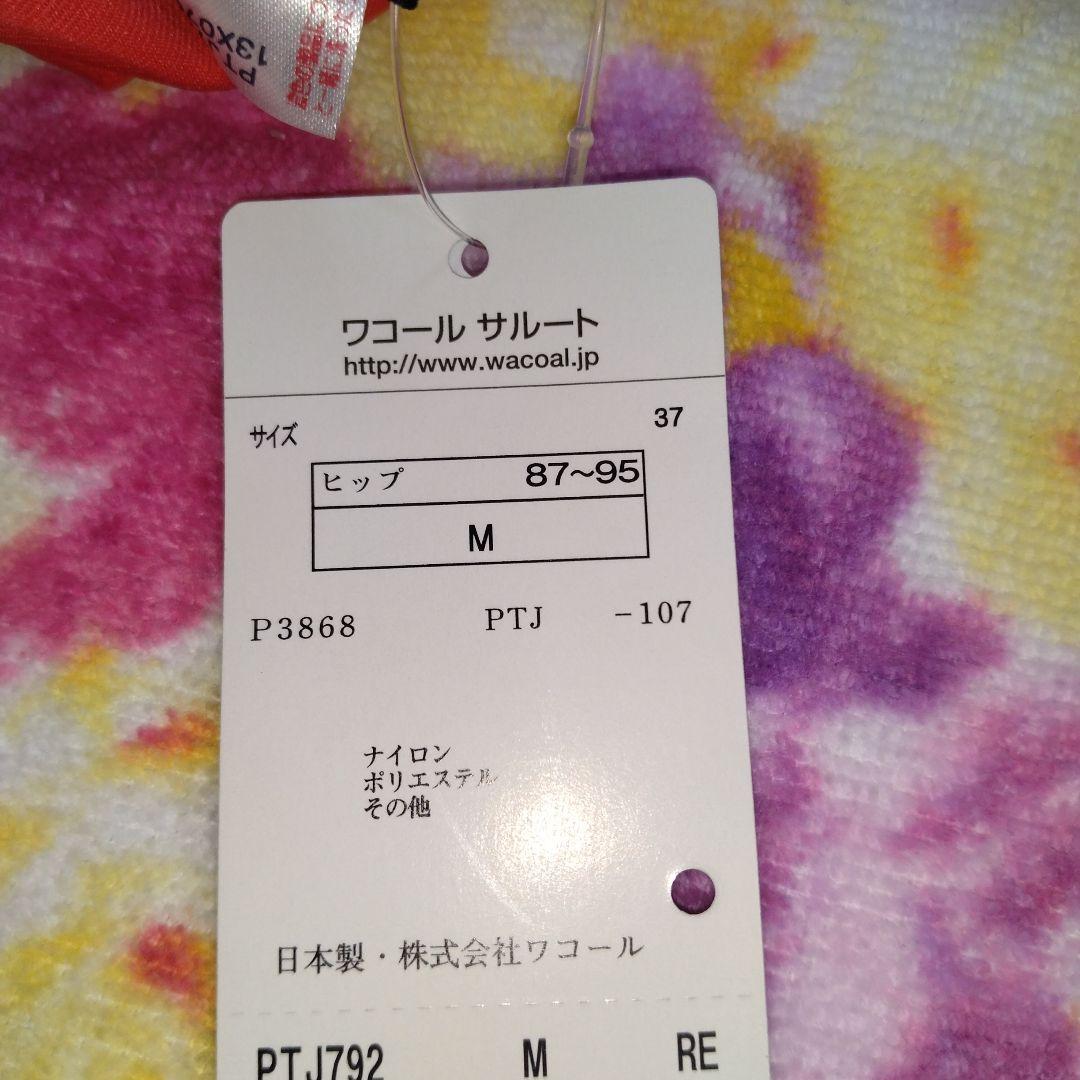 13X0
ワコール サルート
http://www.wacoal.jp
サイズ 37
ヒップ 87~95
M
P3868 PTJ -107
ナイロン
ポリエステル
その他
日本製・株式会社ワコール
PTJ792 M RE